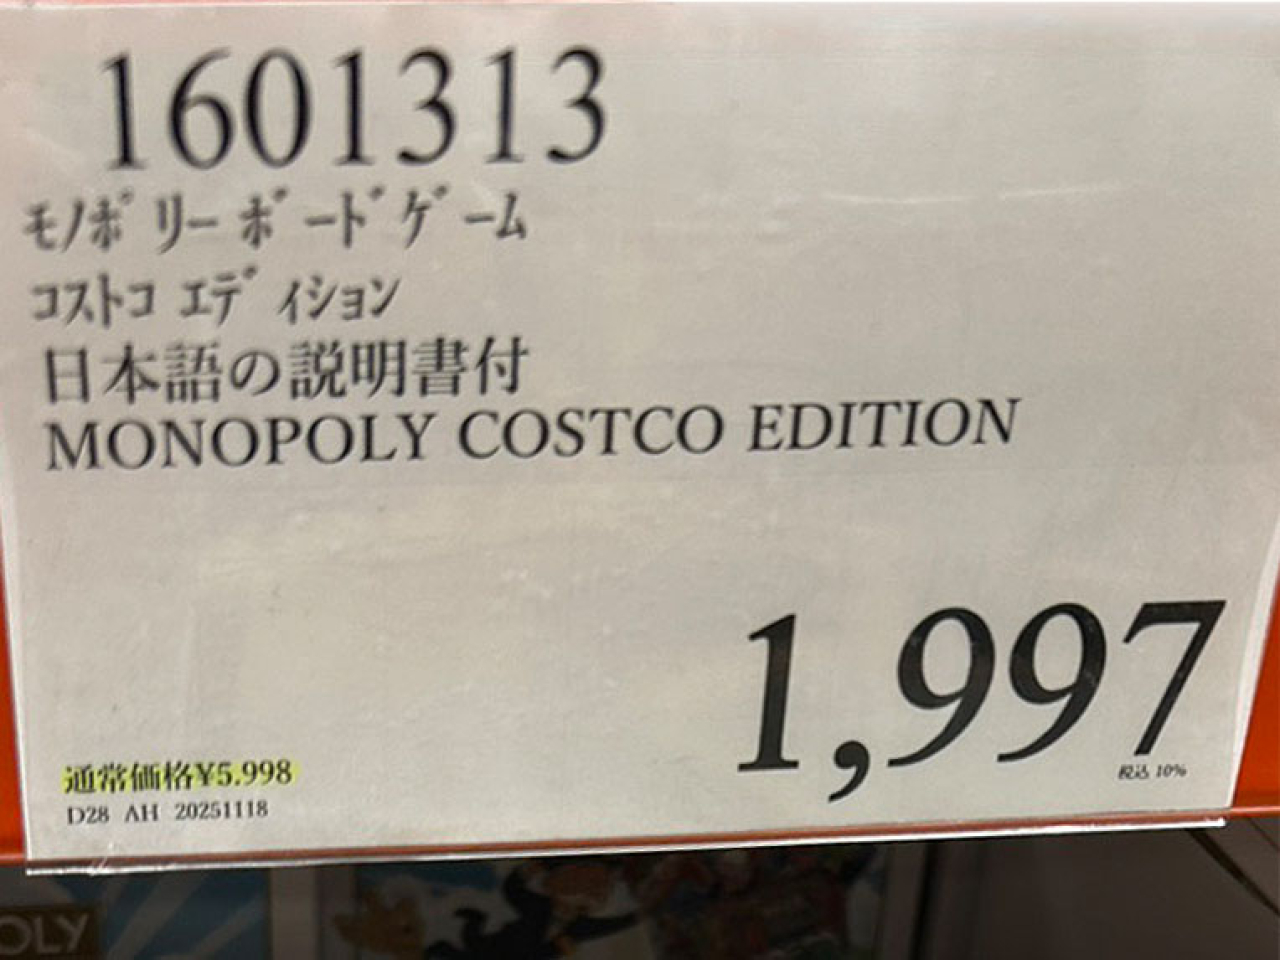 1601313
ﾓﾉﾎﾟﾘｰ ﾎﾞｰﾄﾞｹﾞｰﾑ
ｺｽﾄｺ ｴﾃﾞｨｼｮﾝ
日本語の説明書付
MONOPOLY COSTCO EDITION
1,997
税込 10%
通常価格¥5.998
D28 AH 20251118
OLY